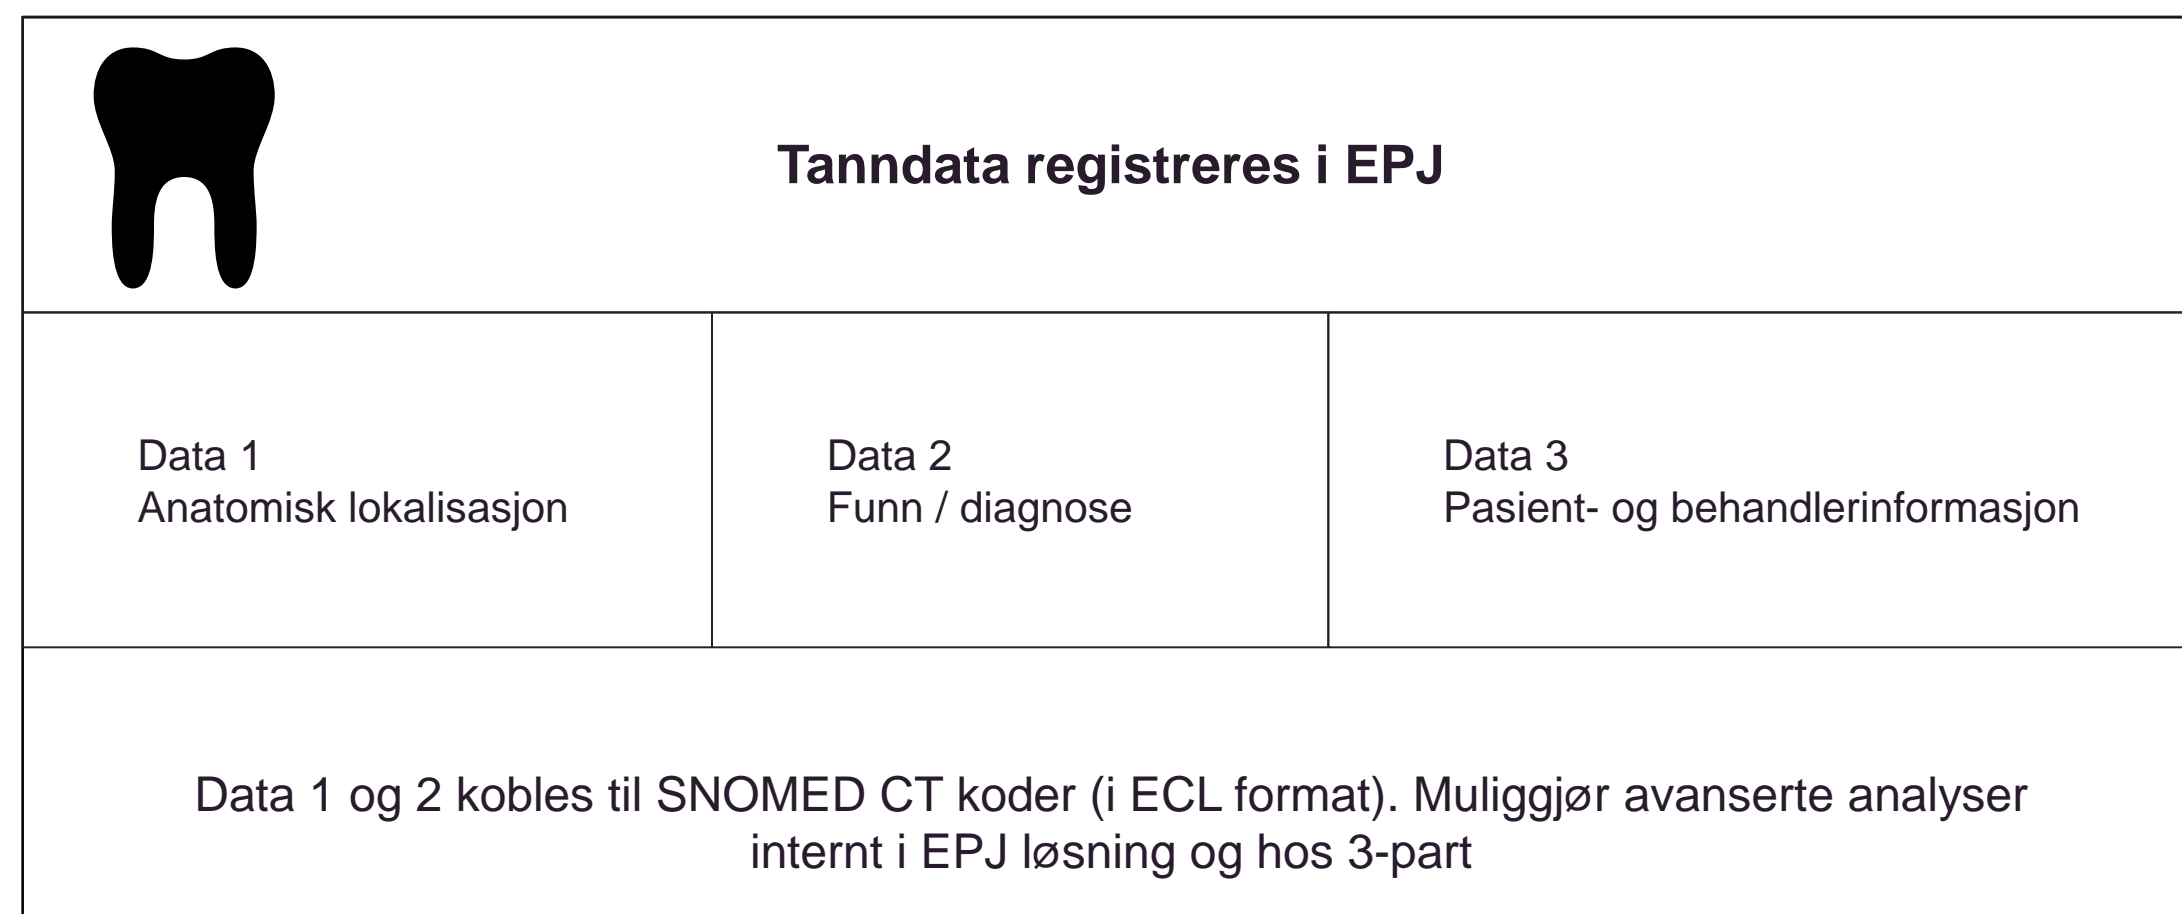 Tanndata registreres i EPJ
Data 1
Anatomisk lokalisasjon
Data 2
Funn / diagnose
Data 3
Pasient- og behandlerinformasjon
Data 1 og 2 kobles til SNOMED CT koder (i ECL format). Muliggjør avanserte analyser
internt i EPJ løsning og hos 3-part